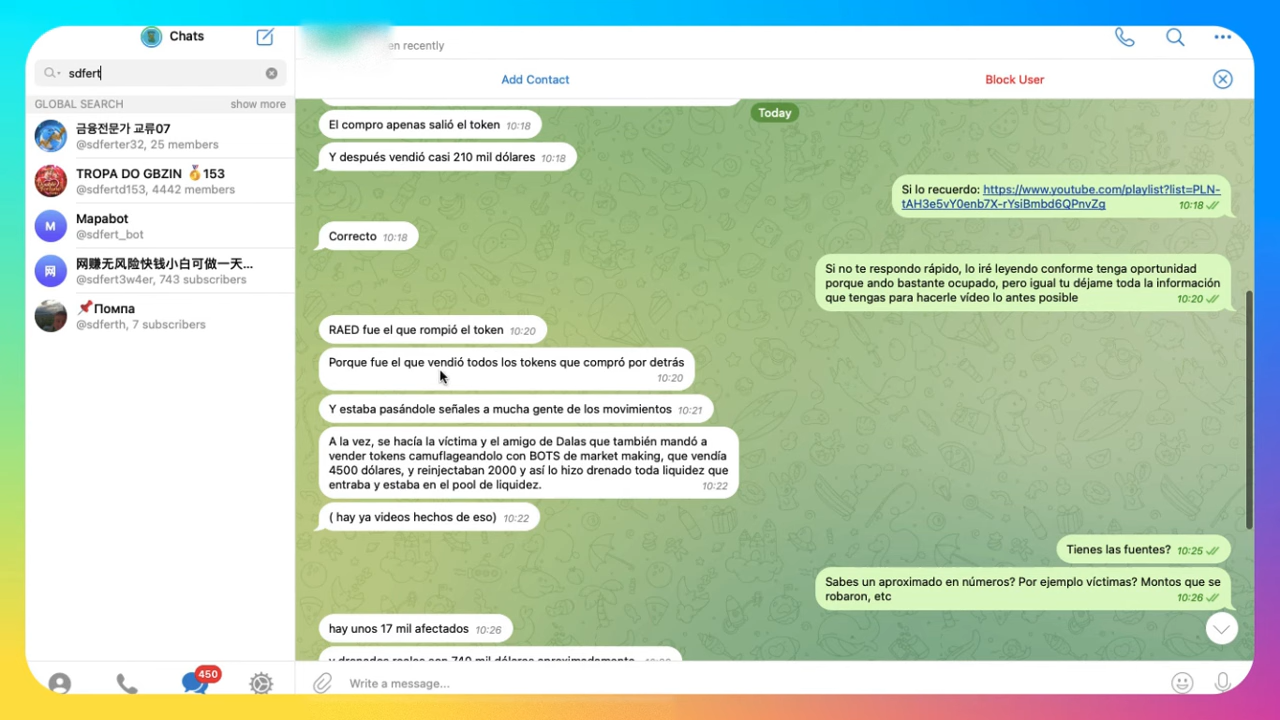 Chats
sdfert
GLOBAL SEARCH
show more
금융전문가 교류07
@sdferter32, 25 members
TROPA DO GBZIN 🥇153
@sdfertd153, 4442 members
M
Mapabot
@sdfert_bot
网
网赚无风险快钱小白可做一天...
@sdfert3w4er, 743 subscribers
📌Помпа
@sdferth, 7 subscribers
450
en recently
Add Contact
Block User
Today
El compro apenas salió el token 10:18
Y después vendió casi 210 mil dólares 10:18
Si lo recuerdo: https://www.youtube.com/playlist?list=PLN-
tAH3e5vY0enb7X-rYsiBmbd6QPnvZg 10:18
Correcto 10:18
Si no te respondo rápido, lo iré leyendo conforme tenga oportunidad
porque ando bastante ocupado, pero igual tu déjame toda la información
que tengas para hacerle vídeo lo antes posible 10:20
RAED fue el que rompió el token 10:20
Porque fue el que vendió todos los tokens que compró por detrás
10:20
Y estaba pasándole señales a mucha gente de los movimientos 10:21
A la vez, se hacía la víctima y el amigo de Dalas que también mandó a
vender tokens camuflageandolo con BOTS de market making, que vendía
4500 dólares, y reinjectaban 2000 y así lo hizo drenado toda liquidez que
entraba y estaba en el pool de liquidez. 10:22
( hay ya videos hechos de eso) 10:22
Tienes las fuentes? 10:25
Sabes un aproximado en números? Por ejemplo víctimas? Montos que se
robaron, etc 10:26
hay unos 17 mil afectados 10:26
y drenados reales son 740 mil dólares aproximadamente
Write a message...